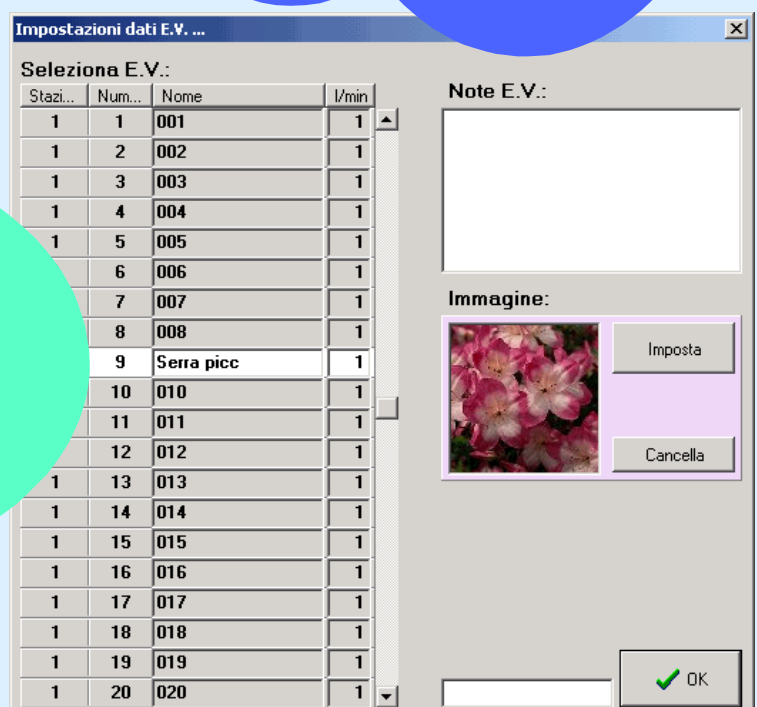 Impostazioni dati E.V. ...
Seleziona E.V.:
Stazi... Num... Nome l/min
1 1 001 1
1 2 002 1
1 3 003 1
1 4 004 1
1 5 005 1
6 006 1
7 007 1
8 008 1
9 Serra picc 1
10 010 1
11 011 1
12 012 1
1 13 013 1
1 14 014 1
1 15 015 1
1 16 016 1
1 17 017 1
1 18 018 1
1 19 019 1
1 20 020 1
Note E.V.:
Immagine:
Imposta
Cancella
OK